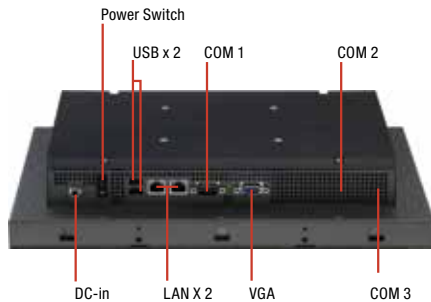 Power Switch
USB x 2
COM 1
COM 2
DC-in
LAN X 2
VGA
COM 3